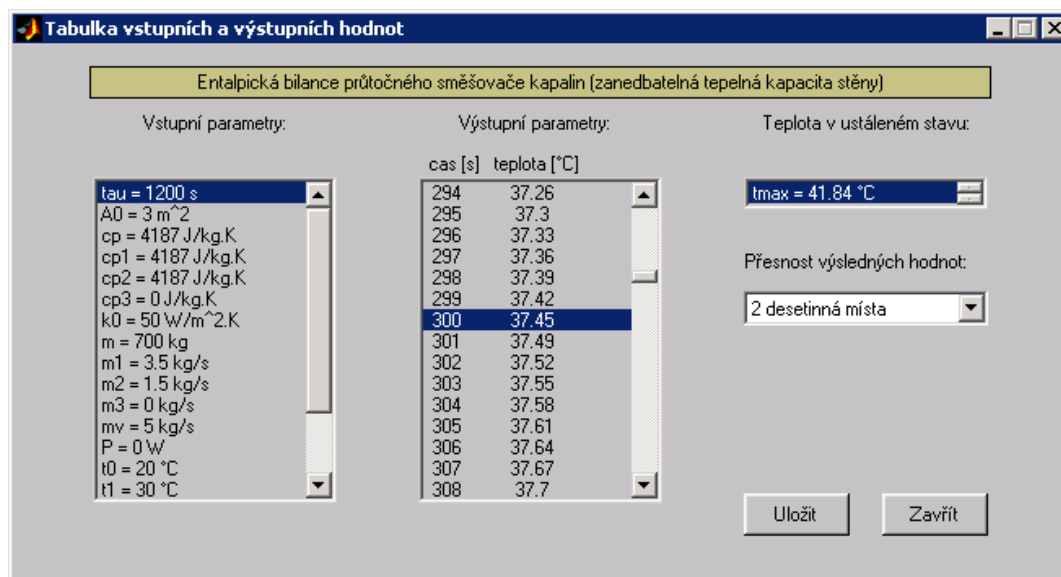 Tabulka vstupních a výstupních hodnot
Entalpická bilance průtočného směšovače kapalin (zanedbatelná tepelná kapacita stěny)
Vstupní parametry:
tau = 1200 s
A0 = 3 m^2
cp = 4187 J/kg.K
cp1 = 4187 J/kg.K
cp2 = 4187 J/kg.K
cp3 = 0 J/kg.K
k0 = 50 W/m^2.K
m = 700 kg
m1 = 3.5 kg/s
m2 = 1.5 kg/s
m3 = 0 kg/s
mv = 5 kg/s
P = 0 W
t0 = 20 °C
t1 = 30 °C
Výstupní parametry:
cas [s] teplota [°C]
294 37.26
295 37.3
296 37.33
297 37.36
298 37.39
299 37.42
300 37.45
301 37.49
302 37.52
303 37.55
304 37.58
305 37.61
306 37.64
307 37.67
308 37.7
Teplota v ustáleném stavu:
tmax = 41.84 °C
Přesnost výsledných hodnot:
2 desetinná místa
Uložit
Zavřít